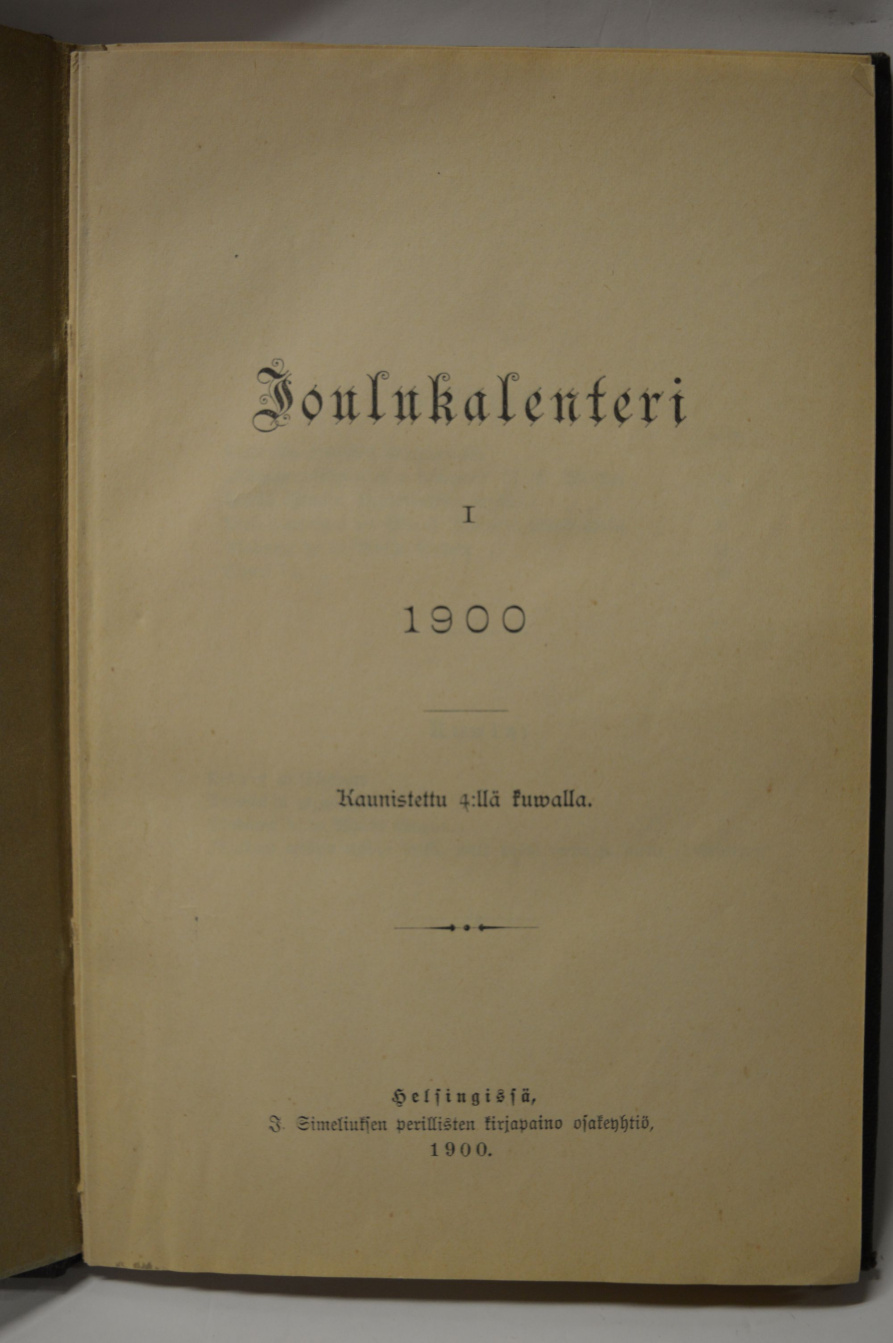 Joulukalenteri
I
1900
Kaunistettu 4:llä kuwalla.
Helsingissä,
J. Simeliuksen perillisten kirjapaino osakeyhtiö,
1900.